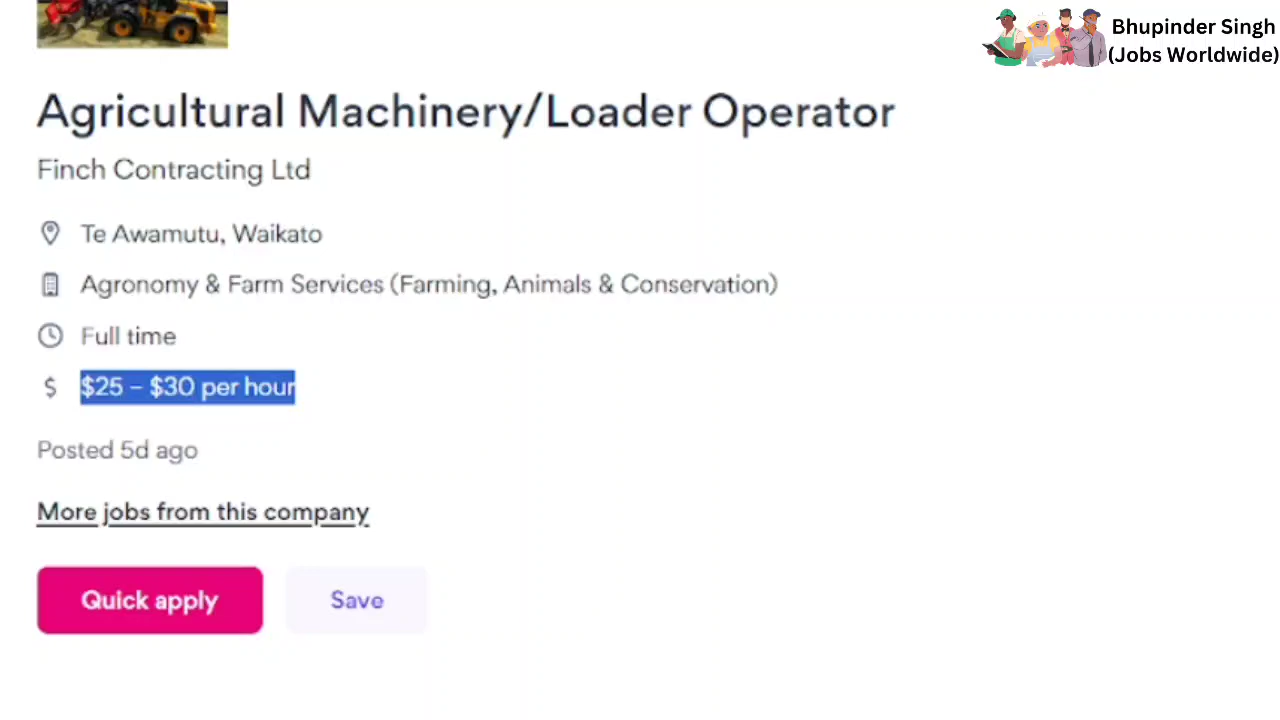 Bhupinder Singh
(Jobs Worldwide)
Agricultural Machinery/Loader Operator
Finch Contracting Ltd
Te Awamutu, Waikato
Agronomy & Farm Services (Farming, Animals & Conservation)
Full time
$ $25 – $30 per hour
Posted 5d ago
More jobs from this company
Quick apply
Save